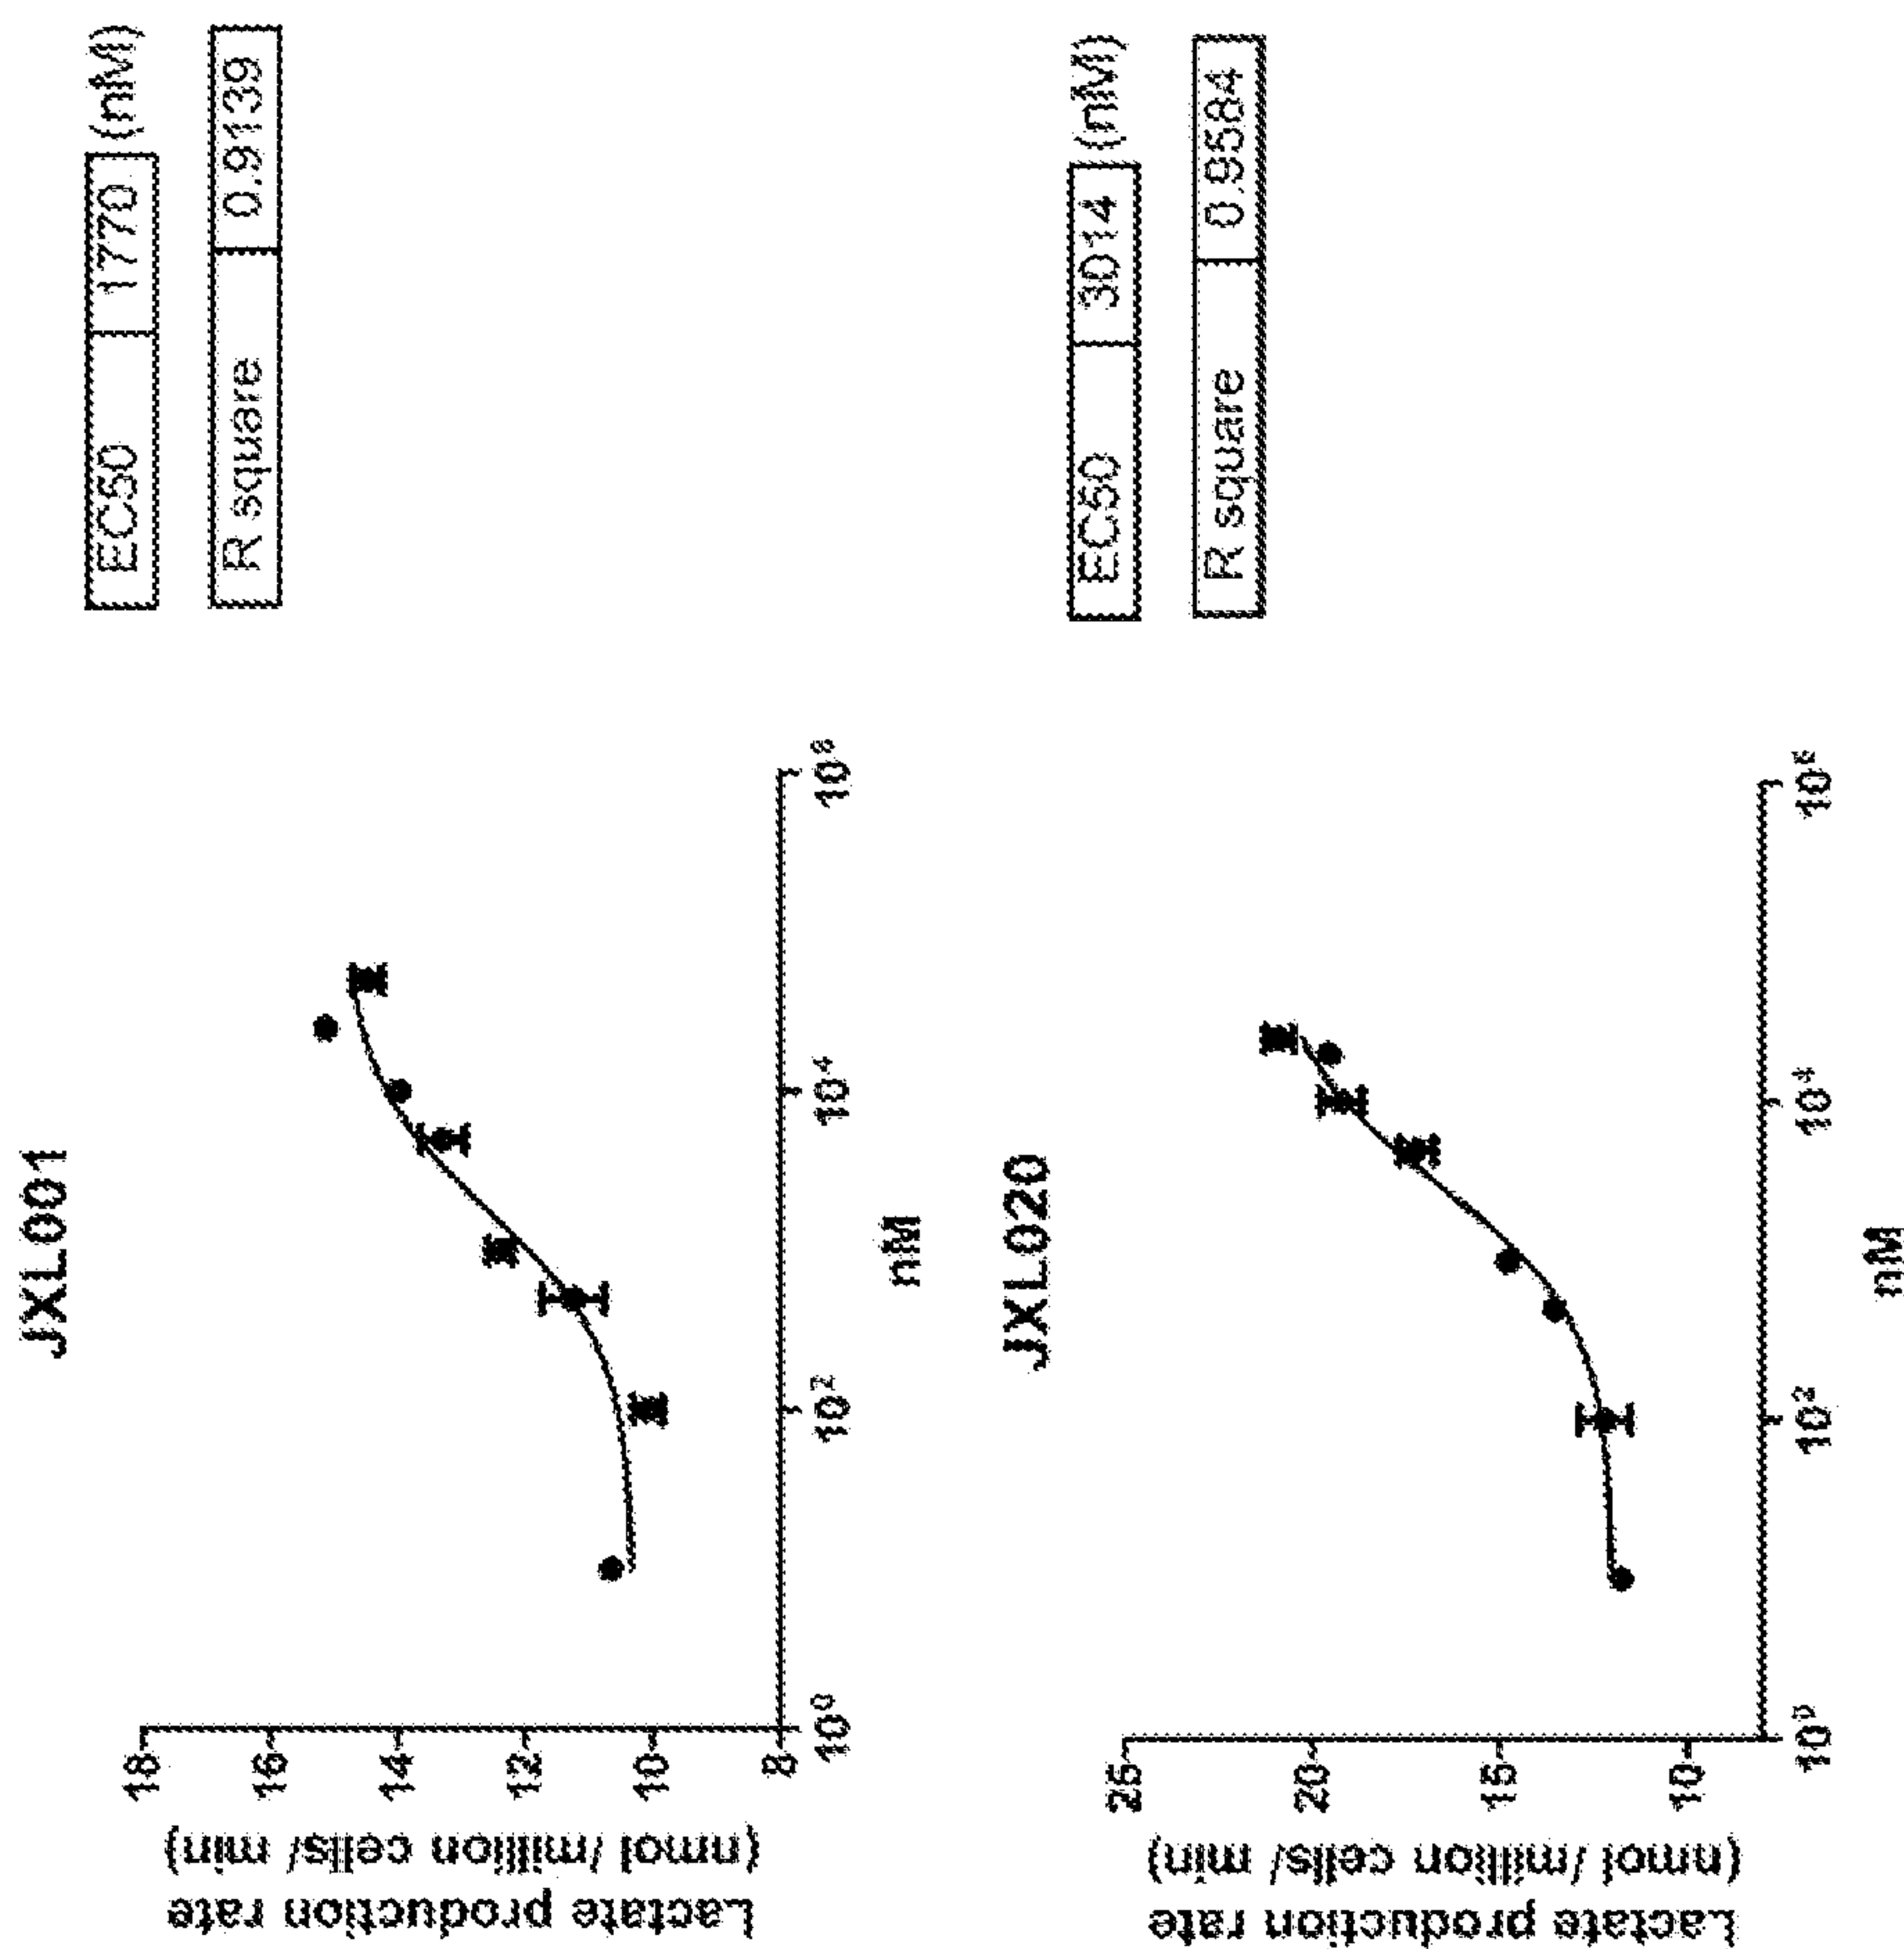 JXL001
Lactate production rate
(nmol /million cells/ min)
18
16
14
12
10
8
10⁰
10²
10⁴
nM
EC50 1770 (nM)
R square 0.9139
JXL020
Lactate production rate
(nmol /million cells/ min)
25
20
15
10
10⁰
10²
10⁴
nM
EC50 3014 (nM)
R square 0.9584